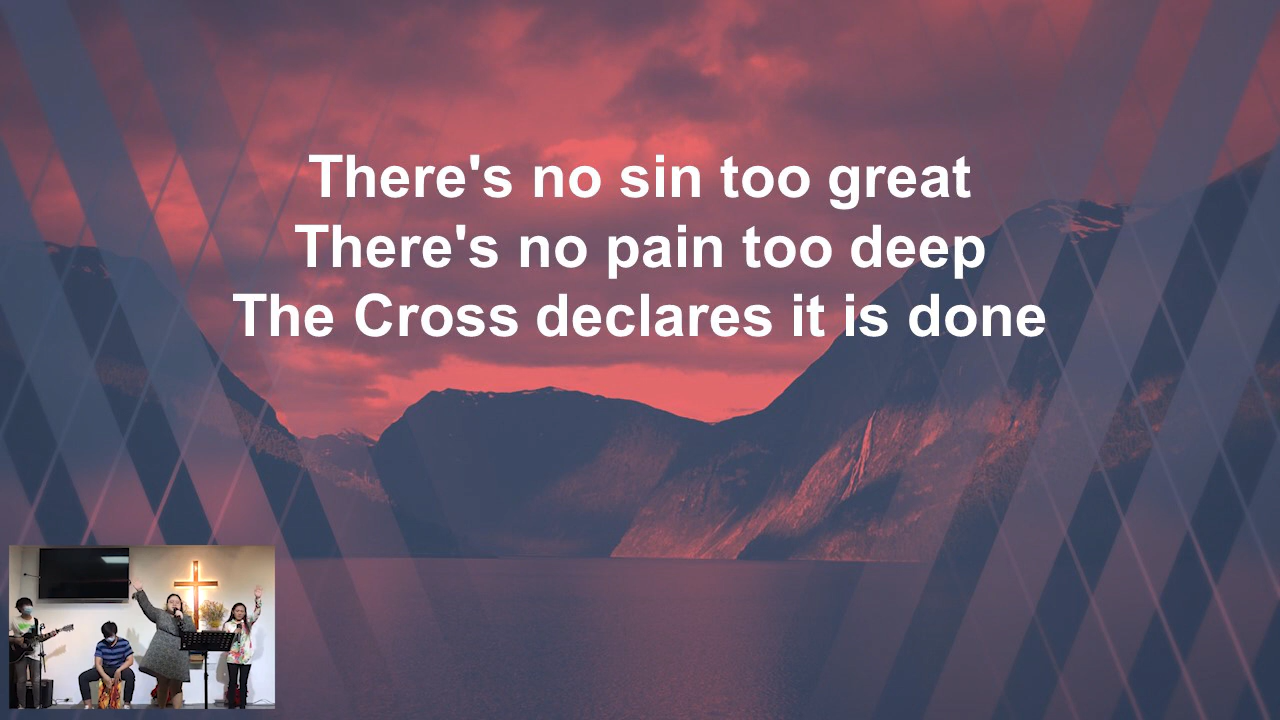 There's no sin too great
There's no pain too deep
The Cross declares it is done